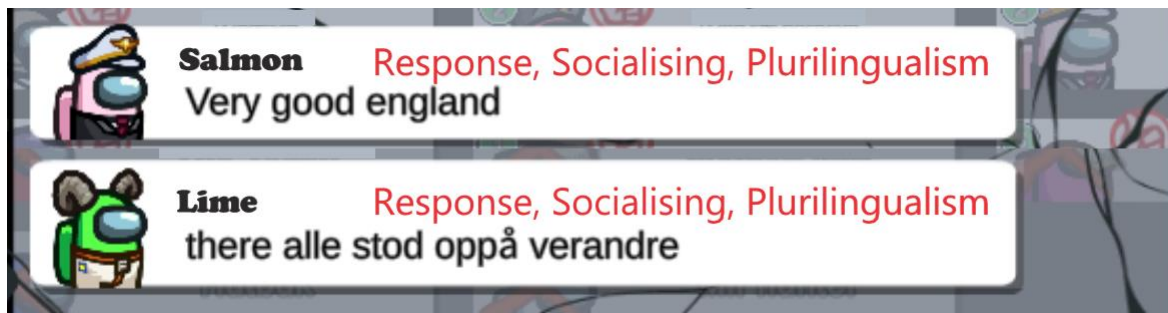 Salmon Response, Socialising, Plurilingualism
Very good england
Lime Response, Socialising, Plurilingualism
there alle stod oppå verandre